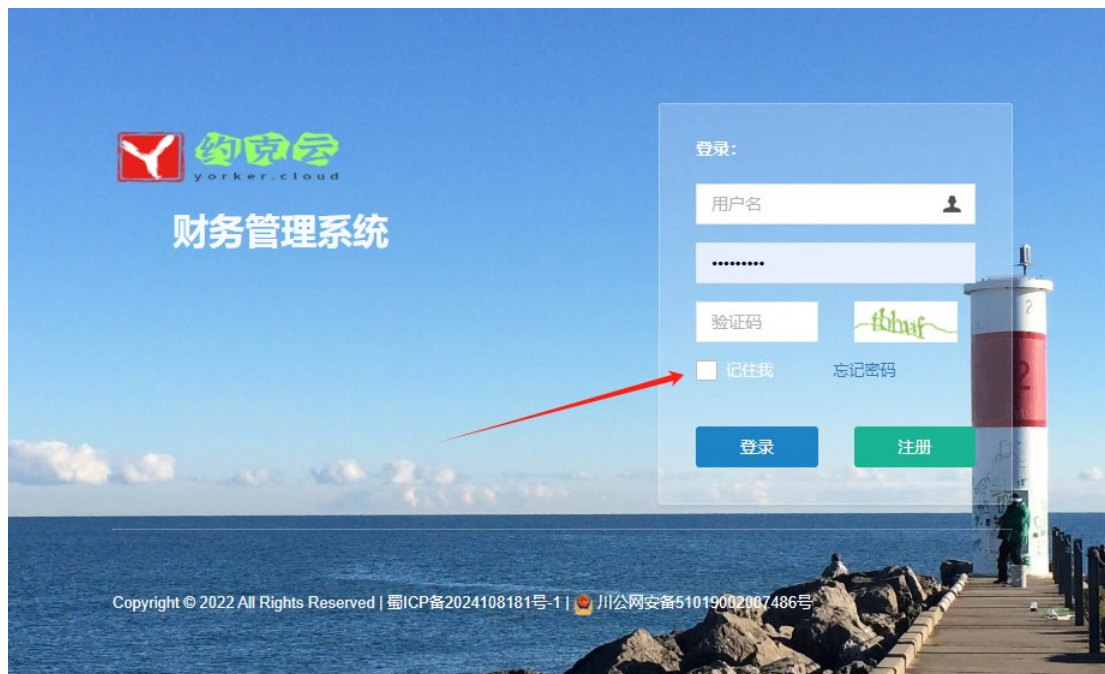 约克云
yorker.cloud
财务管理系统
登录:
用户名
•••••••••
验证码
tbhuf
记住我
忘记密码
登录
注册
2
2
Copyright © 2022 All Rights Reserved | 蜀ICP备2024108181号-1 | 川公网安备51019002007486号